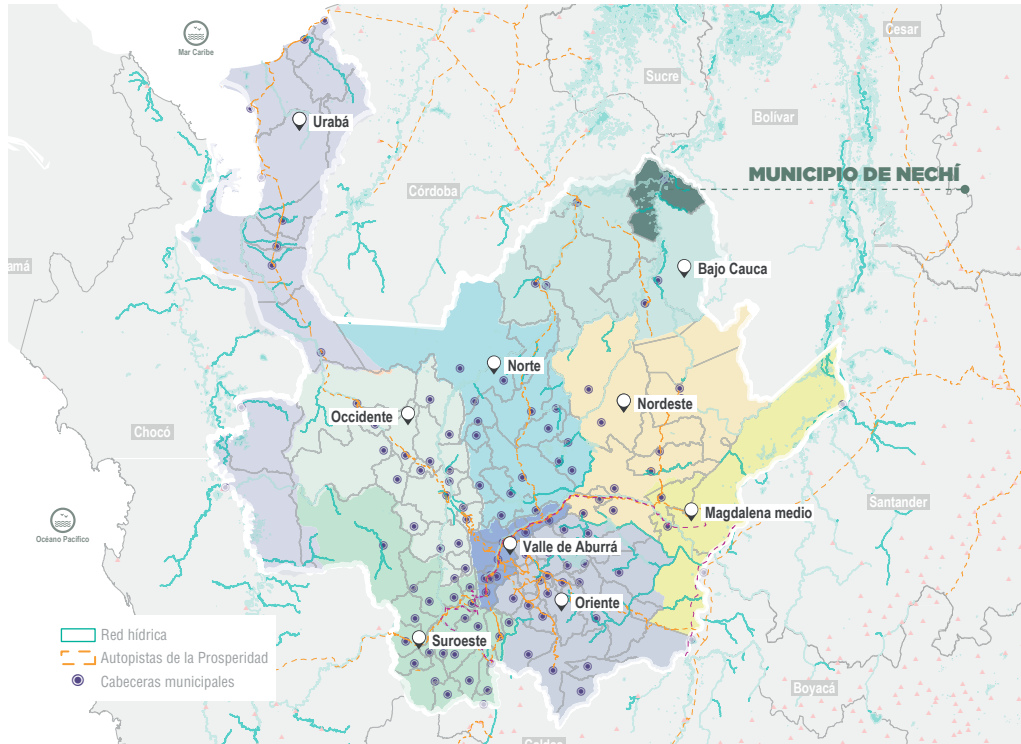 Mar Caribe
Cesar
Sucre
Bolívar
Urabá
MUNICIPIO DE NECHÍ
Córdoba
amá
Bajo Cauca
Norte
Nordeste
Occidente
Chocó
Santander
Magdalena medio
Océano Pacífico
Valle de Aburrá
Oriente
Suroeste
Red hídrica
Autopistas de la Prosperidad
Cabeceras municipales
Boyacá